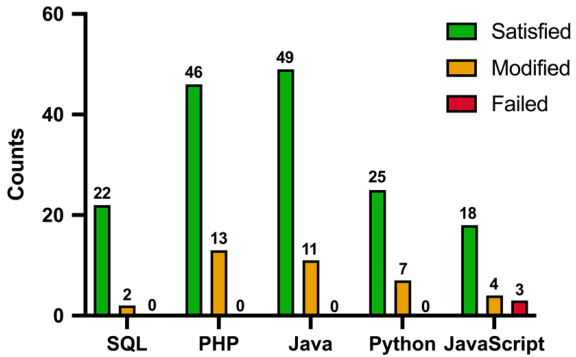 60
40
20
0
Counts
22
2
0
46
13
0
49
11
0
25
7
0
18
4
3
SQL
PHP
Java
Python
JavaScript
Satisfied
Modified
Failed